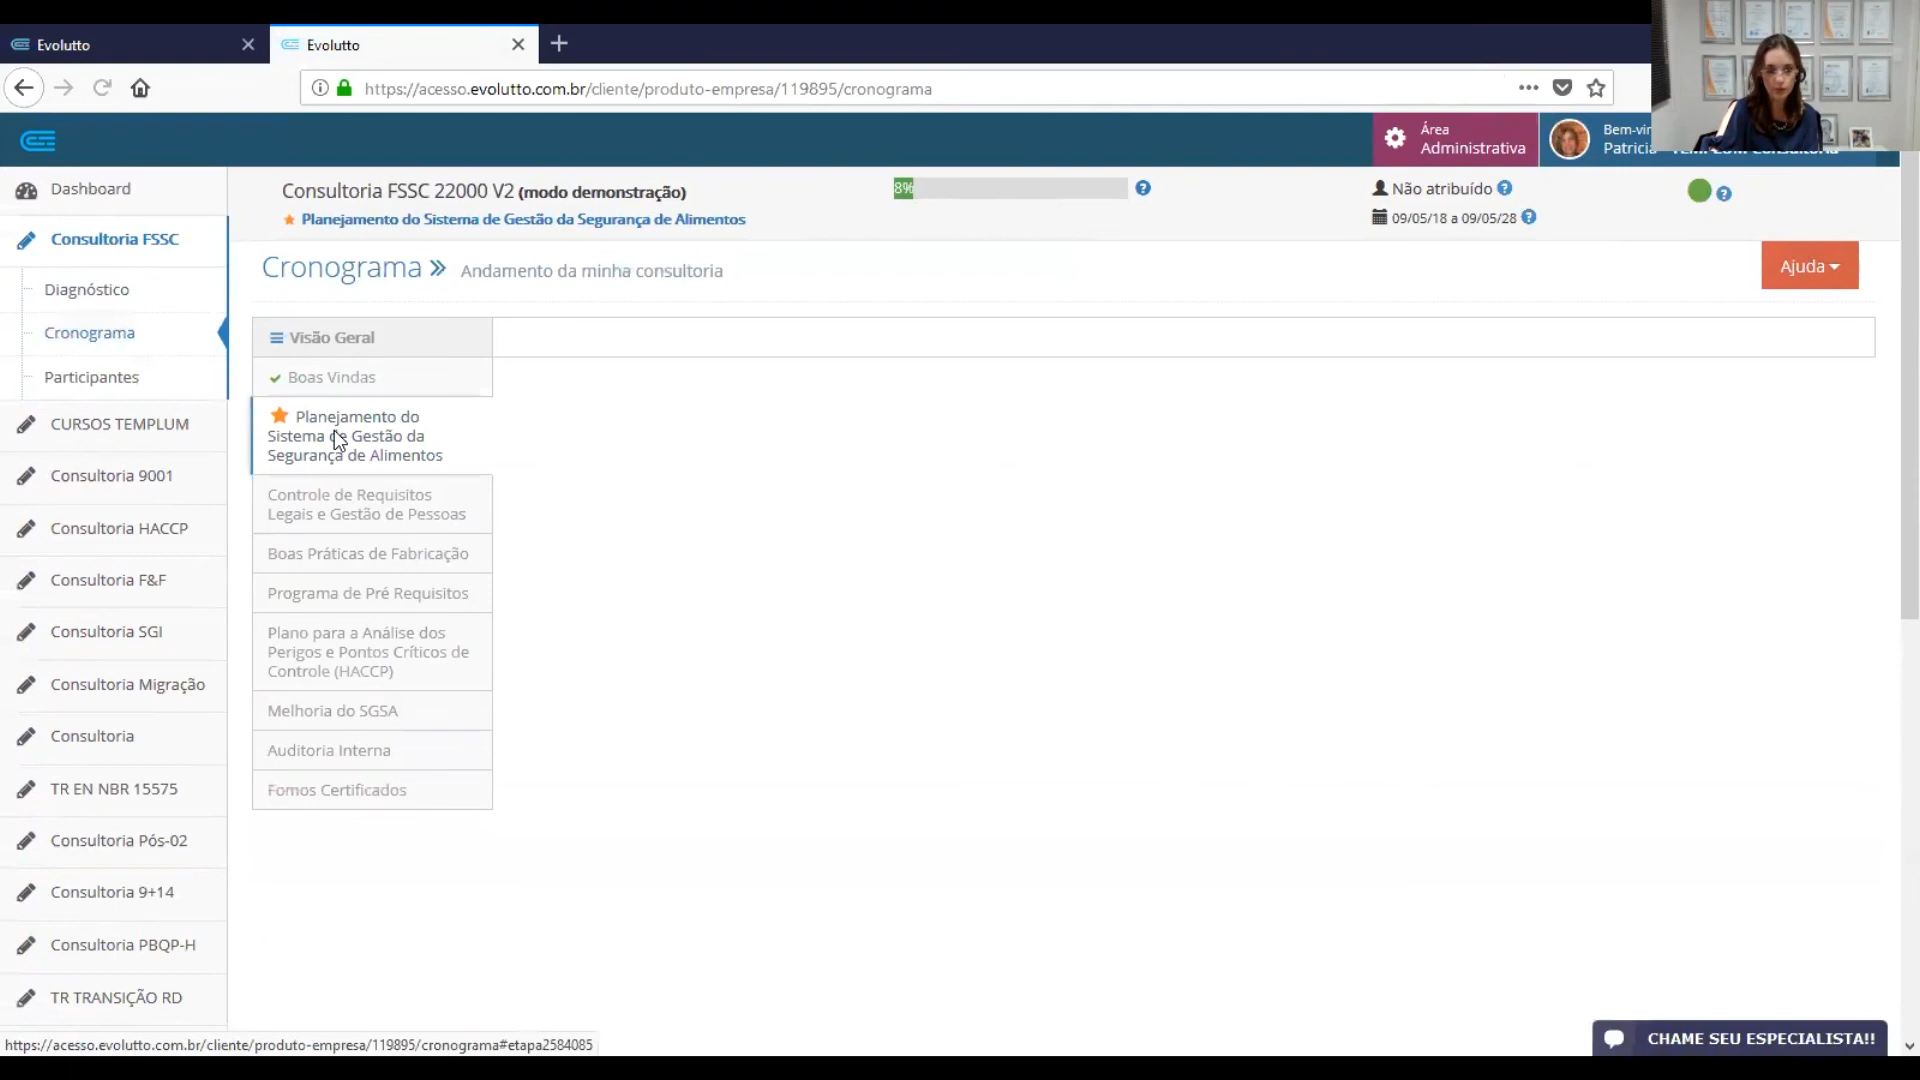 Evolutto
Evolutto
https://acesso.evolutto.com.br/cliente/produto-empresa/119895/cronograma
Área
Administrativa
Patricia
Dashboard
Consultoria FSSC
Diagnóstico
Cronograma
Participantes
CURSOS TEMPLUM
Consultoria 9001
Consultoria HACCP
Consultoria F&F
Consultoria SGI
Consultoria Migração
Consultoria
TR EN NBR 15575
Consultoria Pós-02
Consultoria 9+14
Consultoria PBQP-H
TR TRANSIÇÃO RD
Consultoria FSSC 22000 V2 (modo demonstração)
Planejamento do Sistema de Gestão da Segurança de Alimentos
8%
Não atribuído
09/05/18 a 09/05/28
Cronograma » Andamento da minha consultoria
Ajuda
Visão Geral
Boas Vindas
Planejamento do
Sistema de Gestão da
Segurança de Alimentos
Controle de Requisitos
Legais e Gestão de Pessoas
Boas Práticas de Fabricação
Programa de Pré Requisitos
Plano para a Análise dos
Perigos e Pontos Críticos de
Controle (HACCP)
Melhoria do SGSA
Auditoria Interna
Fomos Certificados
https://acesso.evolutto.com.br/cliente/produto-empresa/119895/cronograma#etapa2584085
CHAME SEU ESPECIALISTA!!